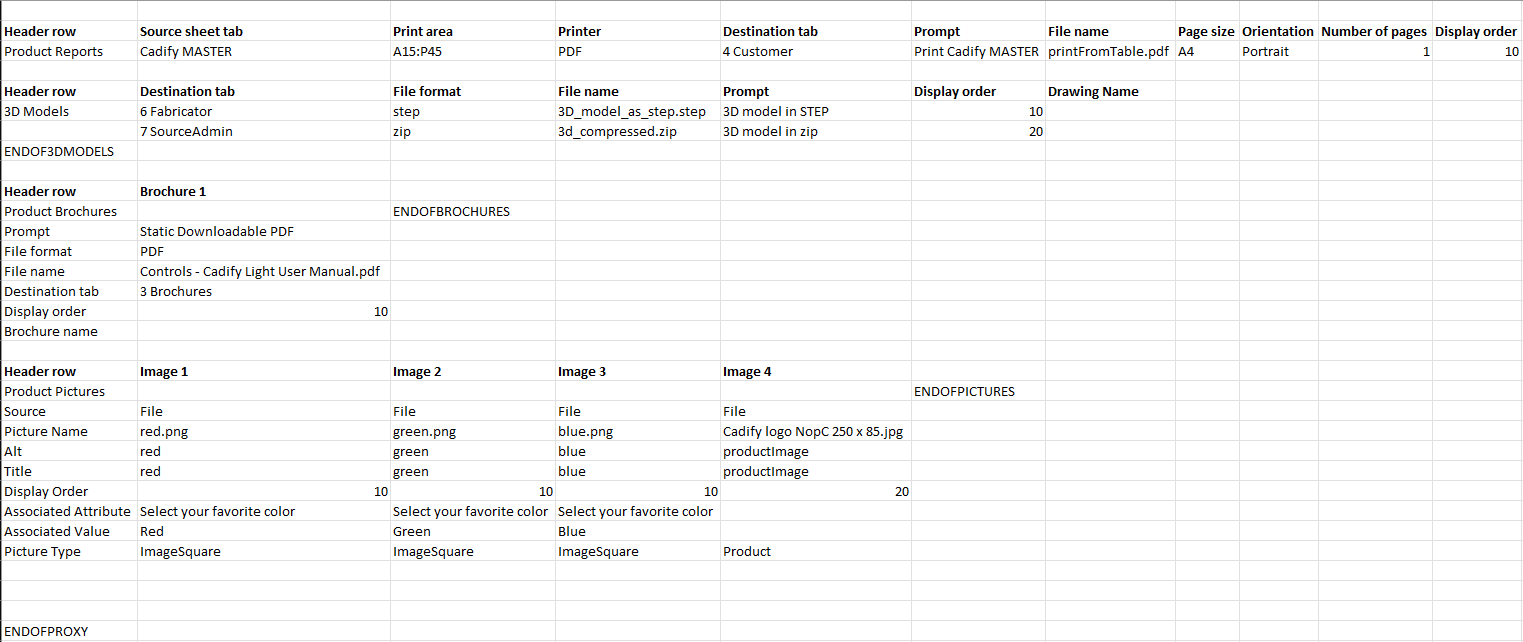 Header row Source sheet tab Print area Printer Destination tab Prompt File name Page size Orientation Number of pages Display order
Product Reports Cadify MASTER A15:P45 PDF 4 Customer Print Cadify MASTER printFromTable.pdf A4 Portrait 1 10
Header row Destination tab File format File name Prompt Display order Drawing Name
3D Models 6 Fabricator step 3D_model_as_step.step 3D model in STEP 10
7 SourceAdmin zip 3d_compressed.zip 3D model in zip 20
ENDOF3DMODELS
Header row Brochure 1
Product Brochures ENDOFBROCHURES
Prompt Static Downloadable PDF
File format PDF
File name Controls - Cadify Light User Manual.pdf
Destination tab 3 Brochures
Display order 10
Brochure name
Header row Image 1 Image 2 Image 3 Image 4
Product Pictures ENDOFPICTURES
Source File File File File
Picture Name red.png green.png blue.png Cadify logo NopC 250 x 85.jpg
Alt red green blue productImage
Title red green blue productImage
Display Order 10 10 10 20
Associated Attribute Select your favorite color Select your favorite color Select your favorite color
Associated Value Red Green Blue
Picture Type ImageSquare ImageSquare ImageSquare Product
ENDOFPROXY